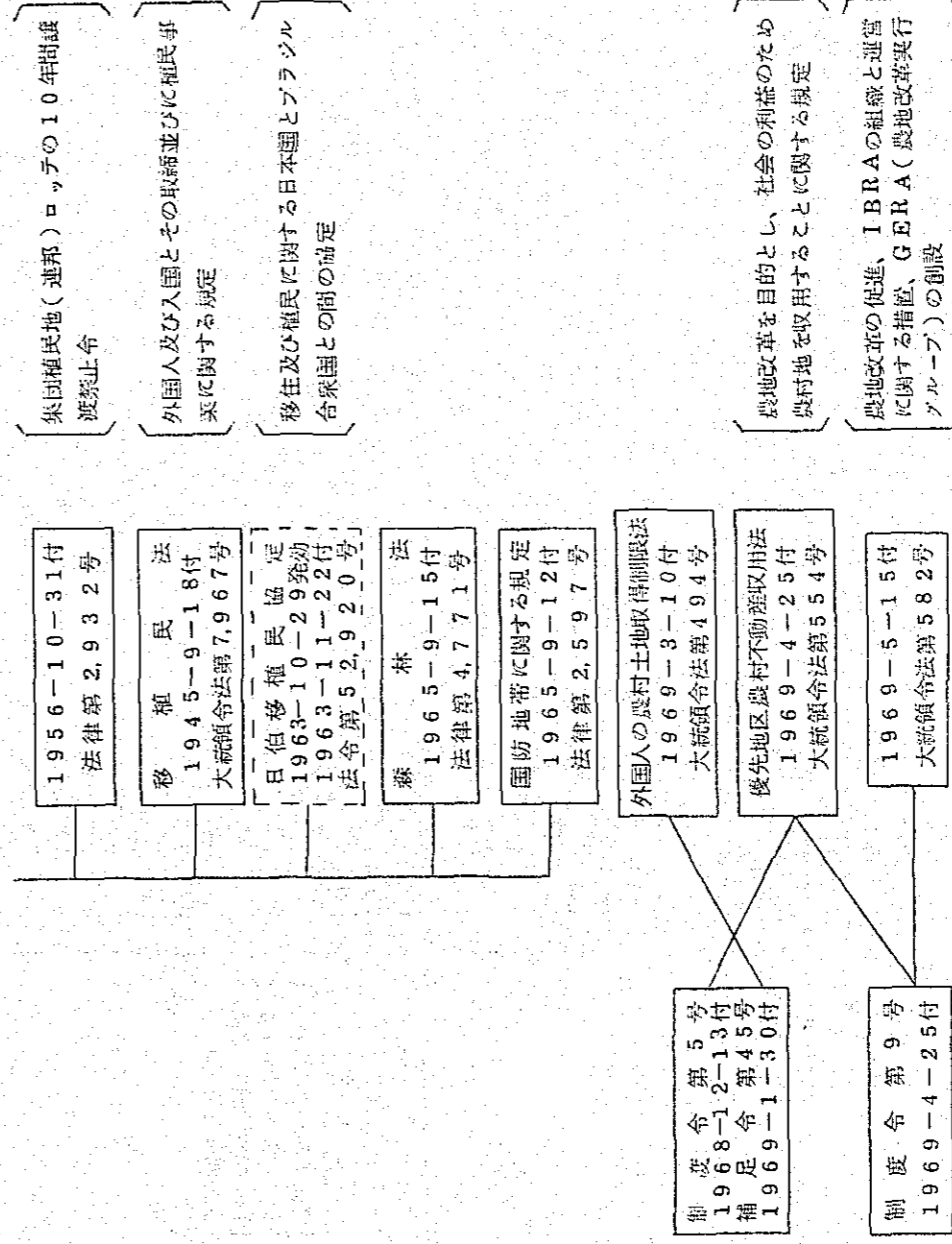 1956-10-31付
法律第2,932号
集団植民地(連邦)ロッテの10年間譲
渡禁止令
移植民法
1945-9-18付
大統領令法第7,967号
外国人及び入国とその取締並びに植民事
業に関する規定
日伯移植民協定
1963-10-29発効
1963-11-22付
法令第52,920号
移住及び植民に関する日本国とブラジル
合衆国との間の協定
森林法
1965-9-15付
法律第4,771号
国防地帯に関する規定
1965-9-12付
法律第2,597号
制度令第5号
1968-12-13付
補足令第45号
1969-1-30付
外国人の農村土地取得制限法
1969-3-10付
大統領令法第494号
優先地区農村不動産収用法
1969-4-25付
大統領令法第554号
農地改革を目的とし、社会の利益のため
農村地を収用することに関する規定
制度令第9号
1969-4-25付
1969-5-15付
大統領令法第582号
農地改革の促進、IBRAの組織と運営
に関する措置、GERA(農地改革実行
グループ)の創設